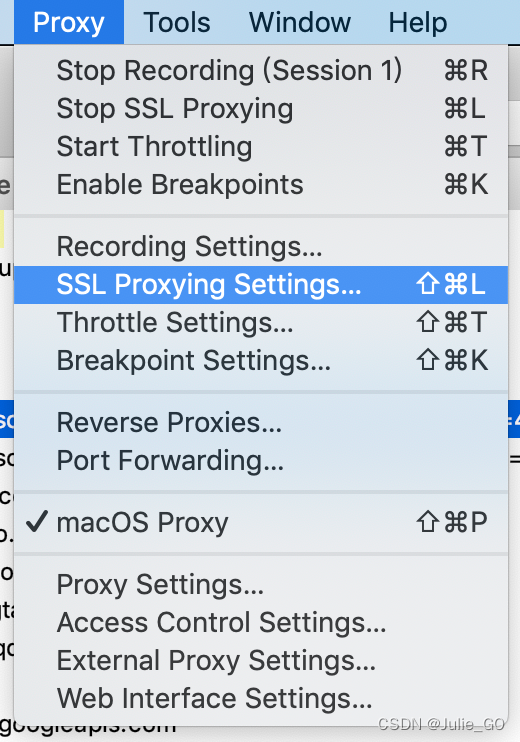 Proxy Tools Window Help
Stop Recording (Session 1) ⌘R
Stop SSL Proxying ⌘L
Start Throttling ⌘T
Enable Breakpoints ⌘K
Recording Settings...
SSL Proxying Settings... ⇧⌘L
Throttle Settings... ⇧⌘T
Breakpoint Settings... ⇧⌘K
Reverse Proxies...
Port Forwarding...
✓ macOS Proxy ⇧⌘P
Proxy Settings...
Access Control Settings...
External Proxy Settings...
Web Interface Settings...
googleapis.com
CSDN @Julie_GO